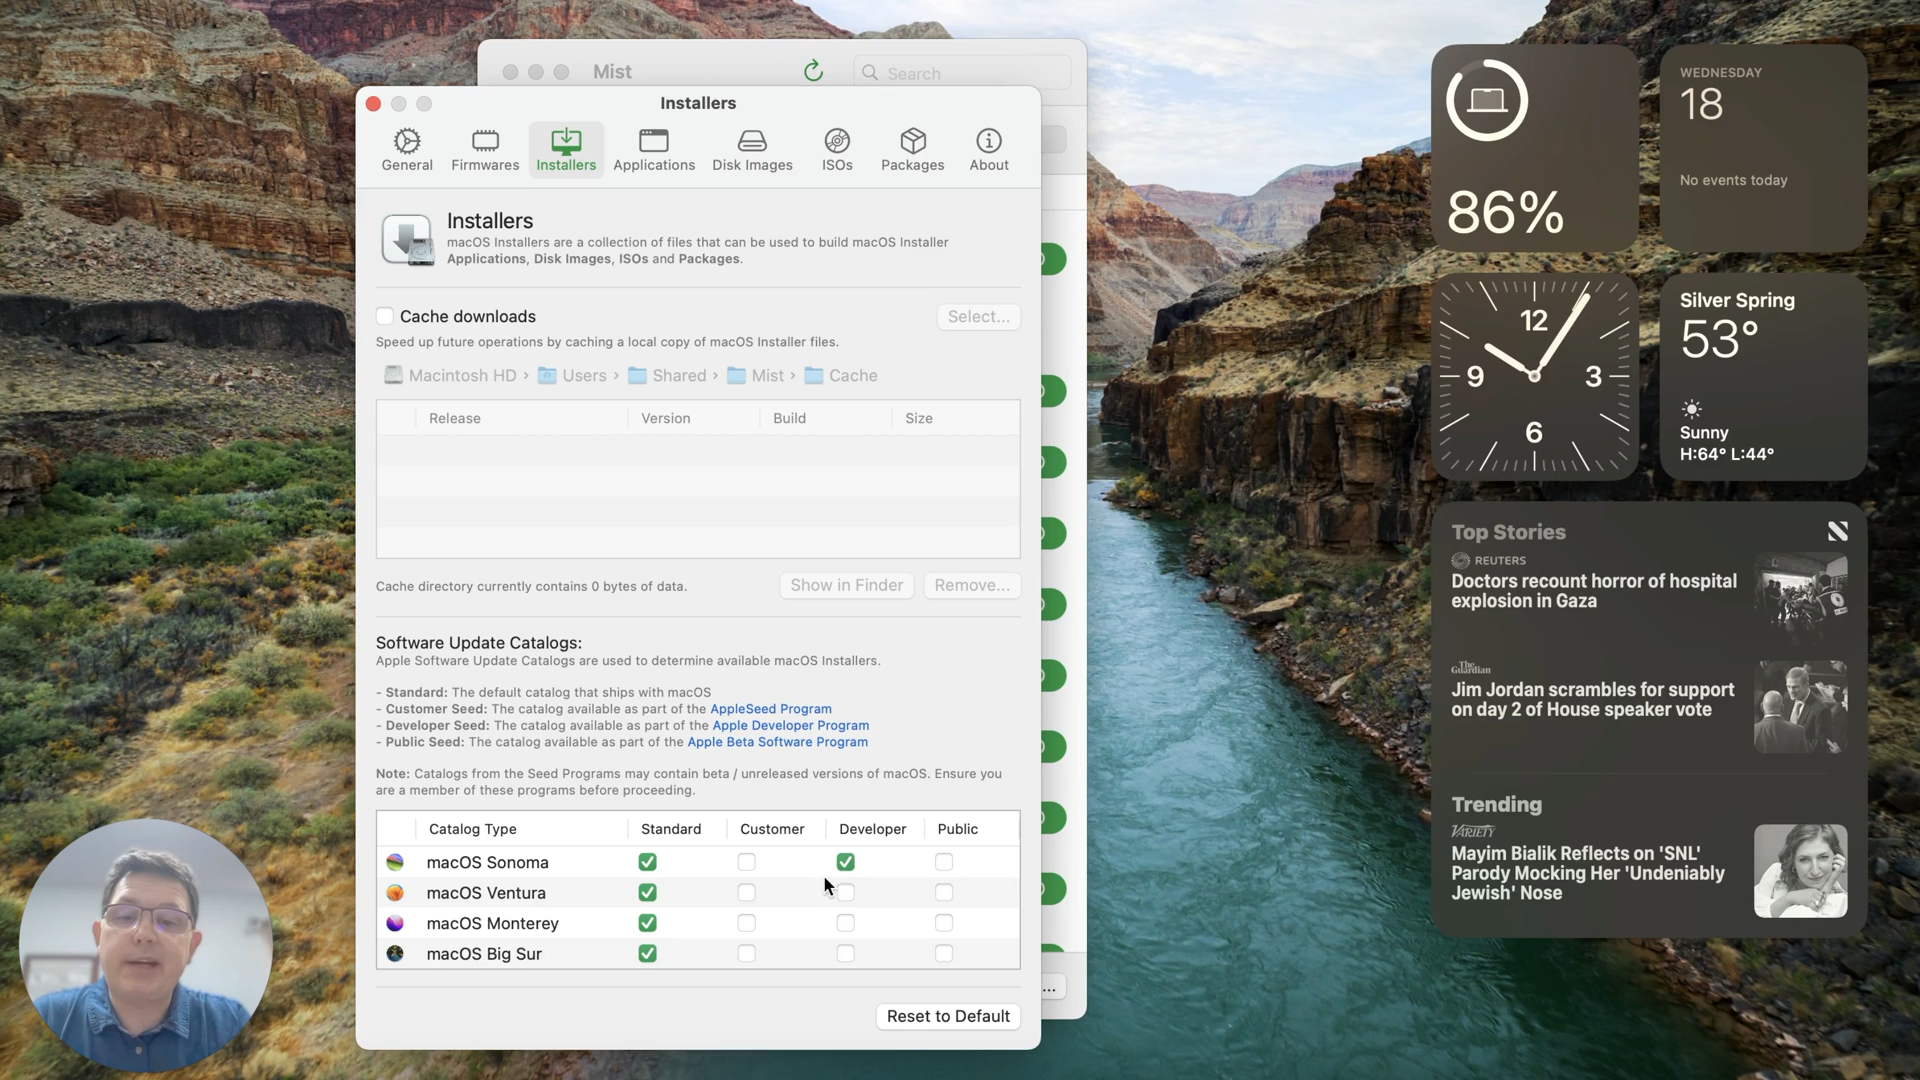 Mist
Search
Installers
General
Firmwares
Installers
Applications
Disk Images
ISOs
Packages
About
Installers
macOS Installers are a collection of files that can be used to build macOS Installer
Applications, Disk Images, ISOs and Packages.
Cache downloads
Select...
Speed up future operations by caching a local copy of macOS Installer files.
Macintosh HD › Users › Shared › Mist › Cache
Release Version Build Size
Cache directory currently contains 0 bytes of data.
Show in Finder
Remove...
Software Update Catalogs:
Apple Software Update Catalogs are used to determine available macOS Installers.
- Standard: The default catalog that ships with macOS
- Customer Seed: The catalog available as part of the AppleSeed Program
- Developer Seed: The catalog available as part of the Apple Developer Program
- Public Seed: The catalog available as part of the Apple Beta Software Program
Note: Catalogs from the Seed Programs may contain beta / unreleased versions of macOS. Ensure you
are a member of these programs before proceeding.
Catalog Type Standard Customer Developer Public
macOS Sonoma
macOS Ventura
macOS Monterey
macOS Big Sur
Reset to Default
...
86%
WEDNESDAY
18
No events today
12
9
3
6
Silver Spring
53°
Sunny
H:64° L:44°
Top Stories
REUTERS
Doctors recount horror of hospital
explosion in Gaza
The
Guardian
Jim Jordan scrambles for support
on day 2 of House speaker vote
Trending
VARIETY
Mayim Bialik Reflects on 'SNL'
Parody Mocking Her 'Undeniably
Jewish' Nose